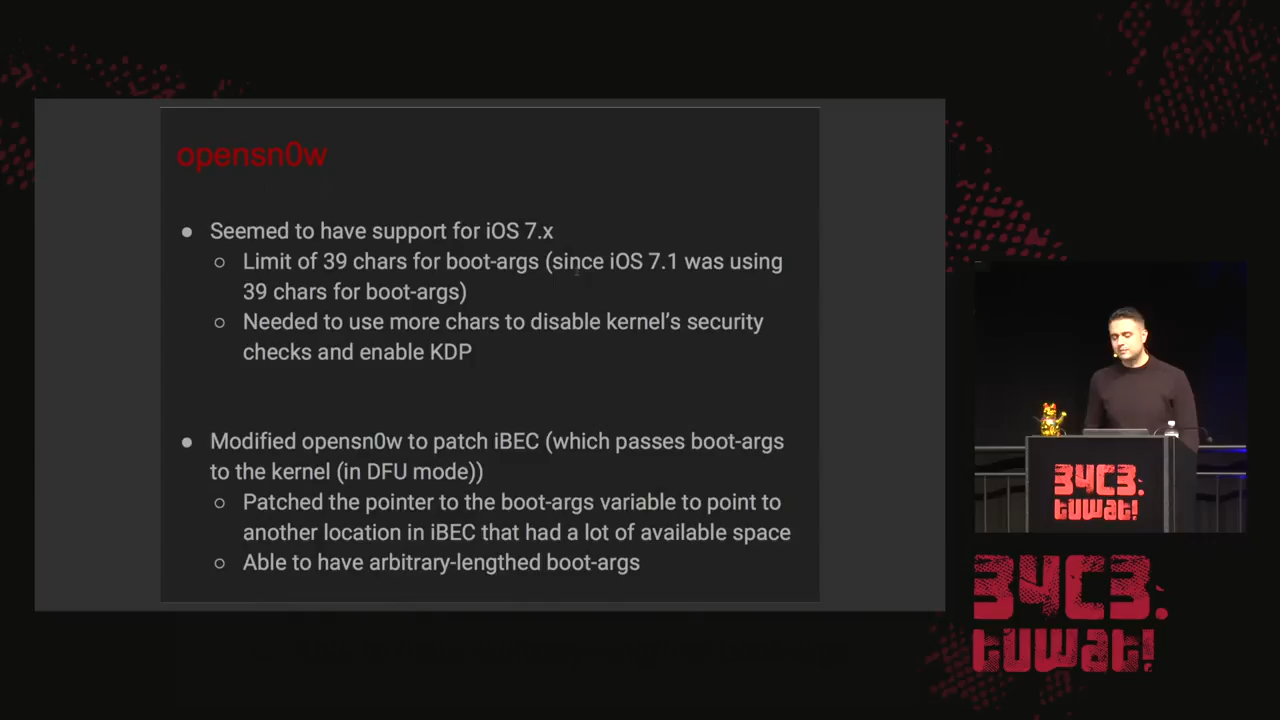 opensn0w
● Seemed to have support for iOS 7.x
○ Limit of 39 chars for boot-args (since iOS 7.1 was using
39 chars for boot-args)
○ Needed to use more chars to disable kernel's security
checks and enable KDP
● Modified opensn0w to patch iBEC (which passes boot-args
to the kernel (in DFU mode))
○ Patched the pointer to the boot-args variable to point to
another location in iBEC that had a lot of available space
○ Able to have arbitrary-lengthed boot-args
34C3.
tuwat!
34C3.
tuwat!